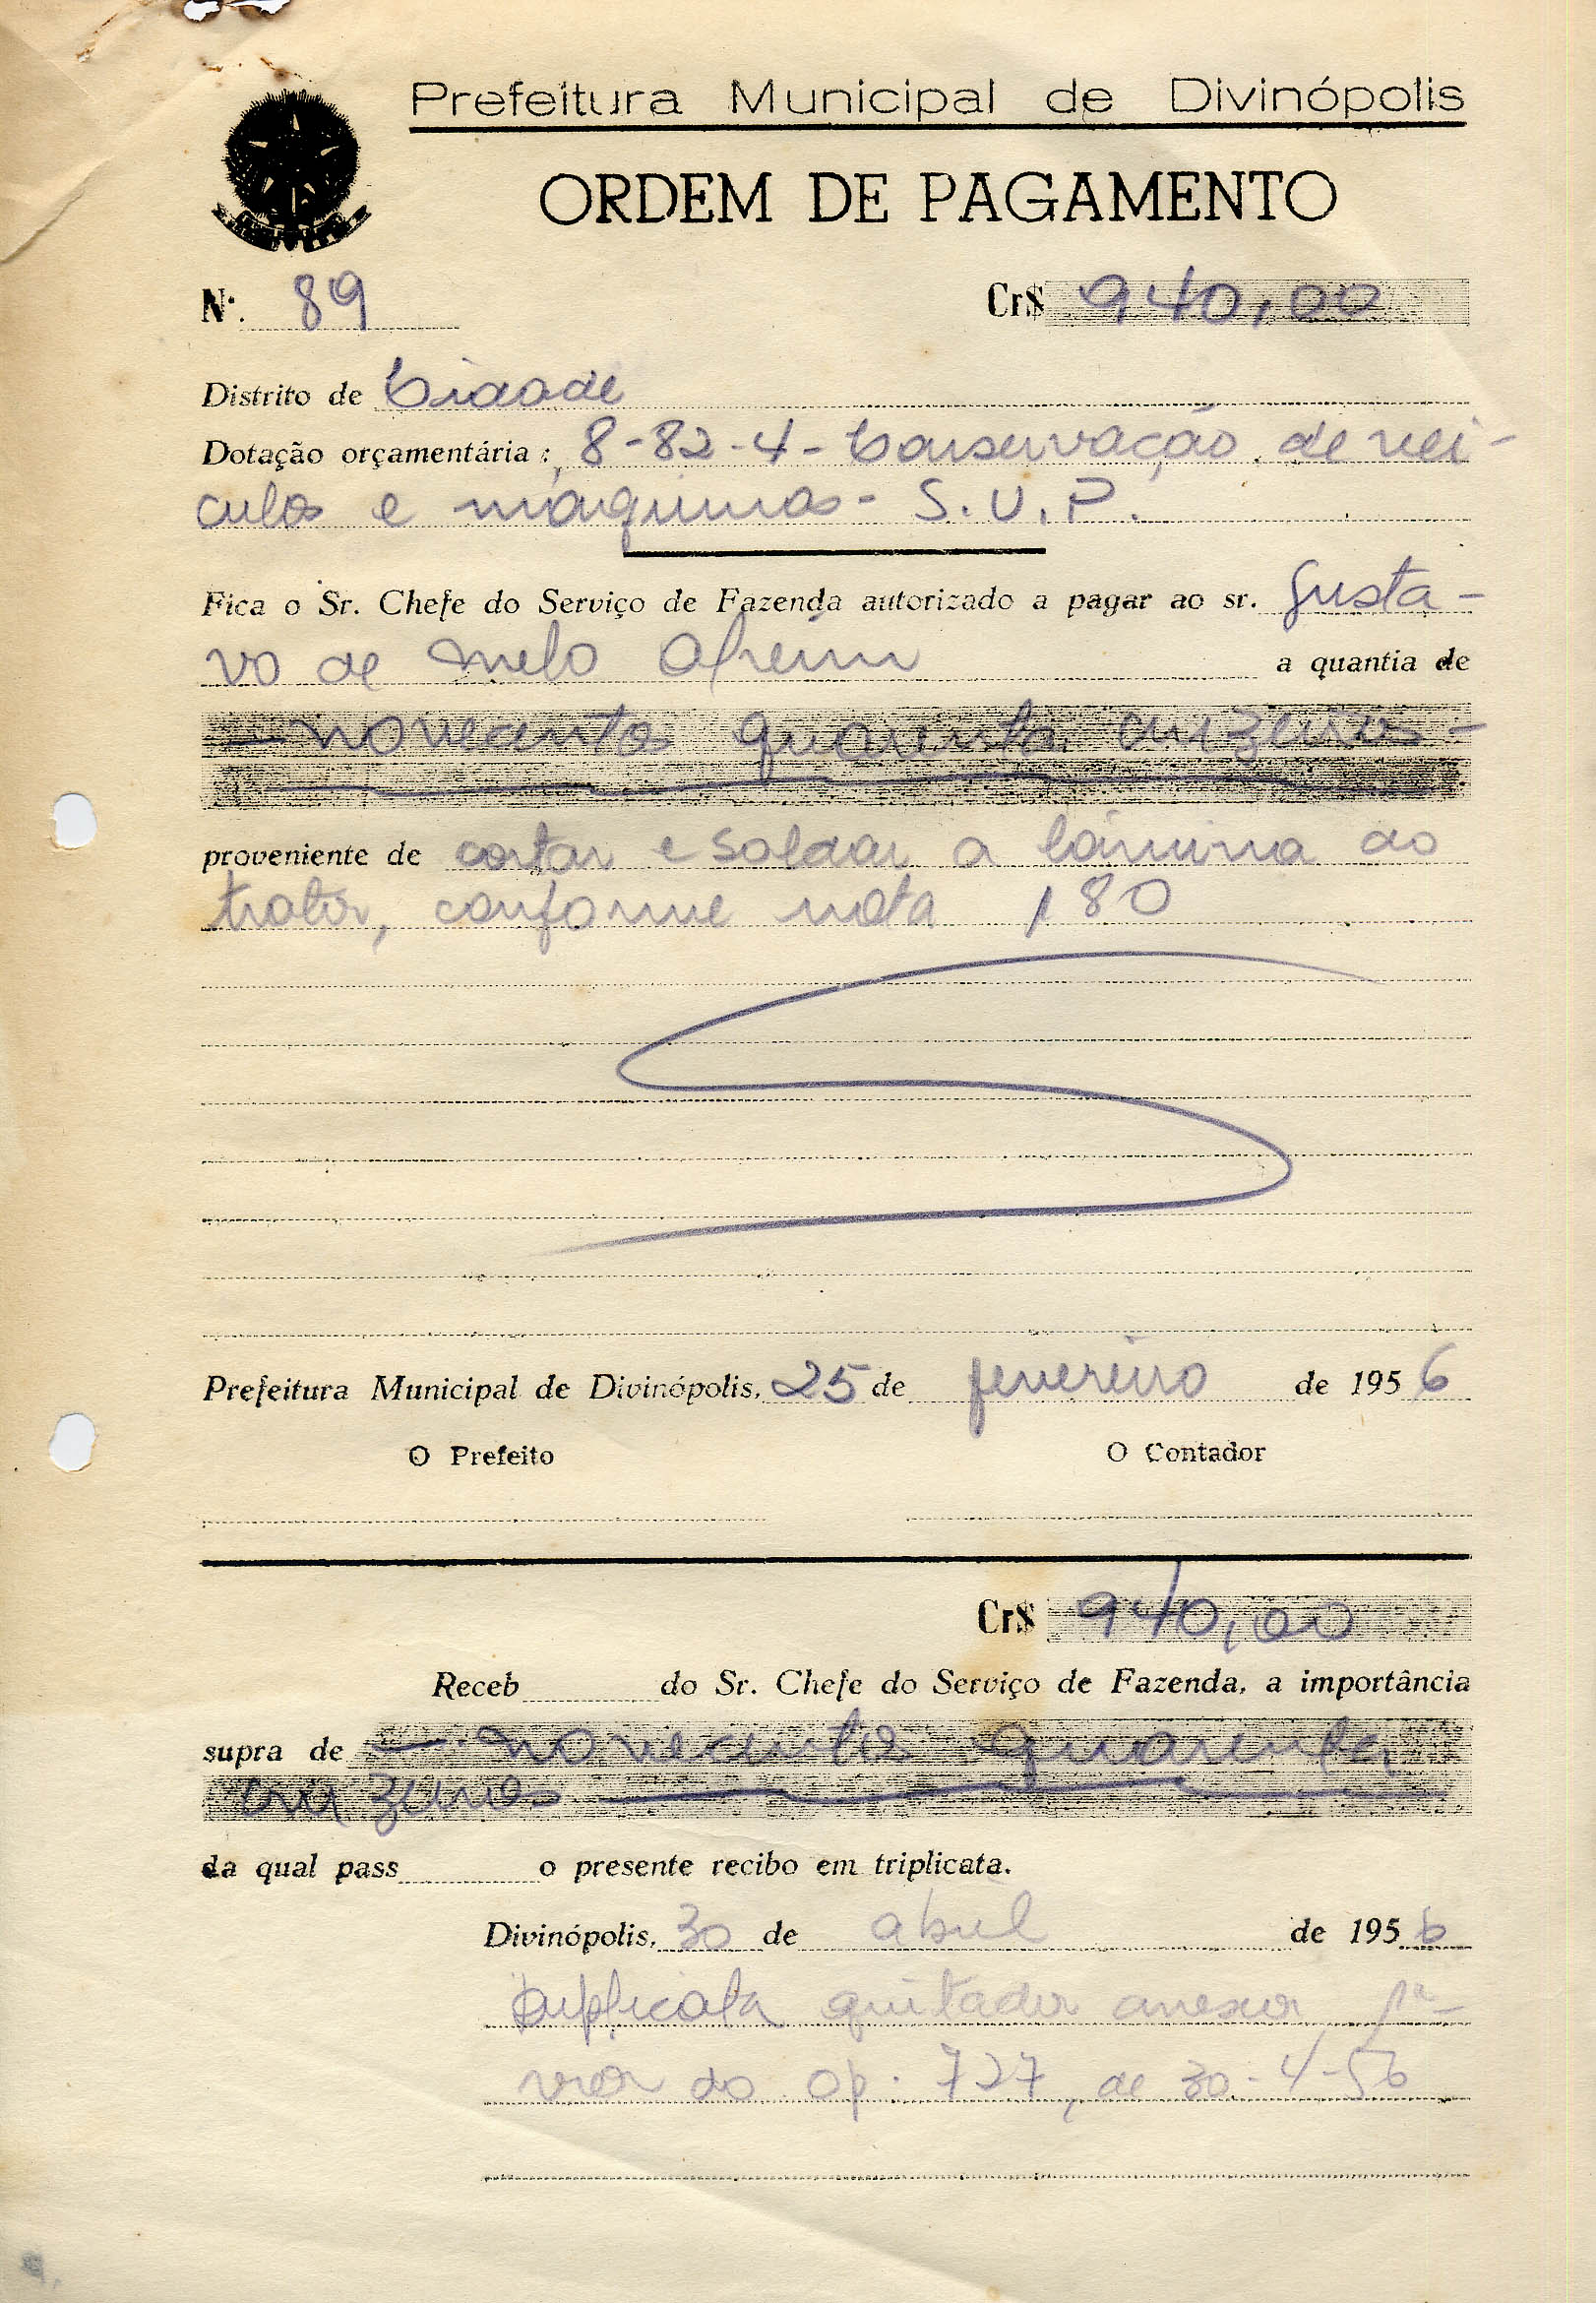 Prefeitura Municipal de Divinópolis
ORDEM DE PAGAMENTO
Nº. 89 Cr$ 940,00
Distrito de Cidade
Dotação orçamentária: 8-82-4- Conservação de veí-
culos e máquinas- S.U.P.
Fica o Sr. Chefe do Serviço de Fazenda autorizado a pagar ao sr. Gusta-
vo de Melo a quantia de
- novecentos quarenta cruzeiros -
proveniente de cortar e soldar a lâmina do
trator, conforme nota 180
Prefeitura Municipal de Divinópolis, 25 de fevereiro de 1956
O Prefeito O Contador
Cr$ 940,00
Receb do Sr. Chefe do Serviço de Fazenda, a importância
supra de - novecentos quarenta
cruzeiros
da qual pass o presente recibo em triplicata.
Divinópolis, 30 de abril de 1956
Duplicata quitada anexa, 1ª
via do op. 727, de 30-4-56